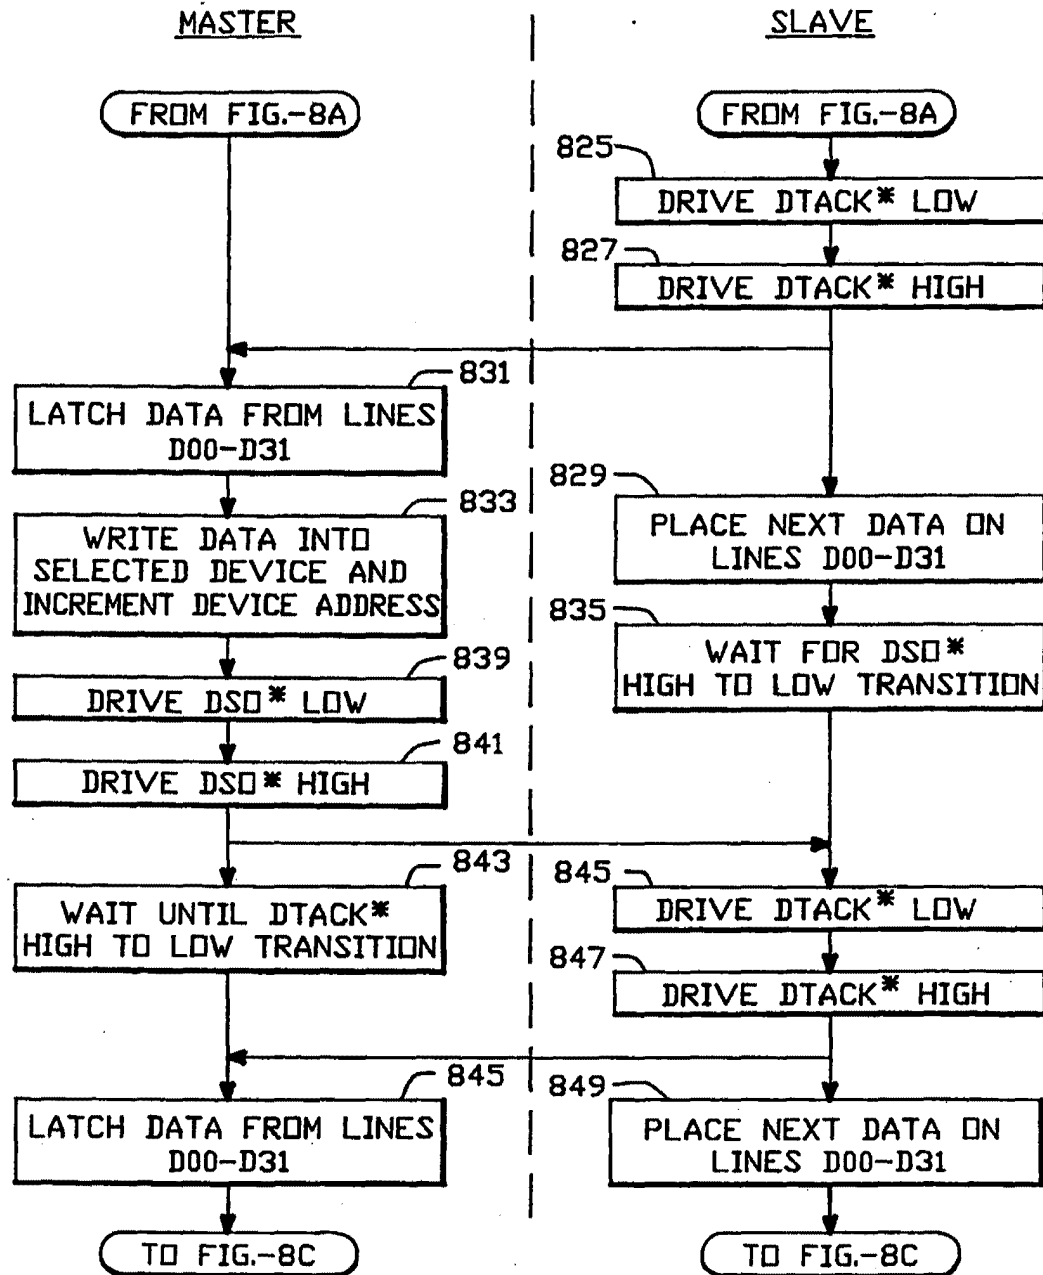 MASTER
SLAVE
FROM FIG.-8A
FROM FIG.-8A
825
DRIVE DTACK* LOW
827
DRIVE DTACK* HIGH
831
LATCH DATA FROM LINES
D00-D31
829
PLACE NEXT DATA ON
LINES D00-D31
833
WRITE DATA INTO
SELECTED DEVICE AND
INCREMENT DEVICE ADDRESS
835
WAIT FOR DS0*
HIGH TO LOW TRANSITION
839
DRIVE DS0* LOW
841
DRIVE DS0* HIGH
843
WAIT UNTIL DTACK*
HIGH TO LOW TRANSITION
845
DRIVE DTACK* LOW
847
DRIVE DTACK* HIGH
845
LATCH DATA FROM LINES
D00-D31
849
PLACE NEXT DATA ON
LINES D00-D31
TO FIG.-8C
TO FIG.-8C